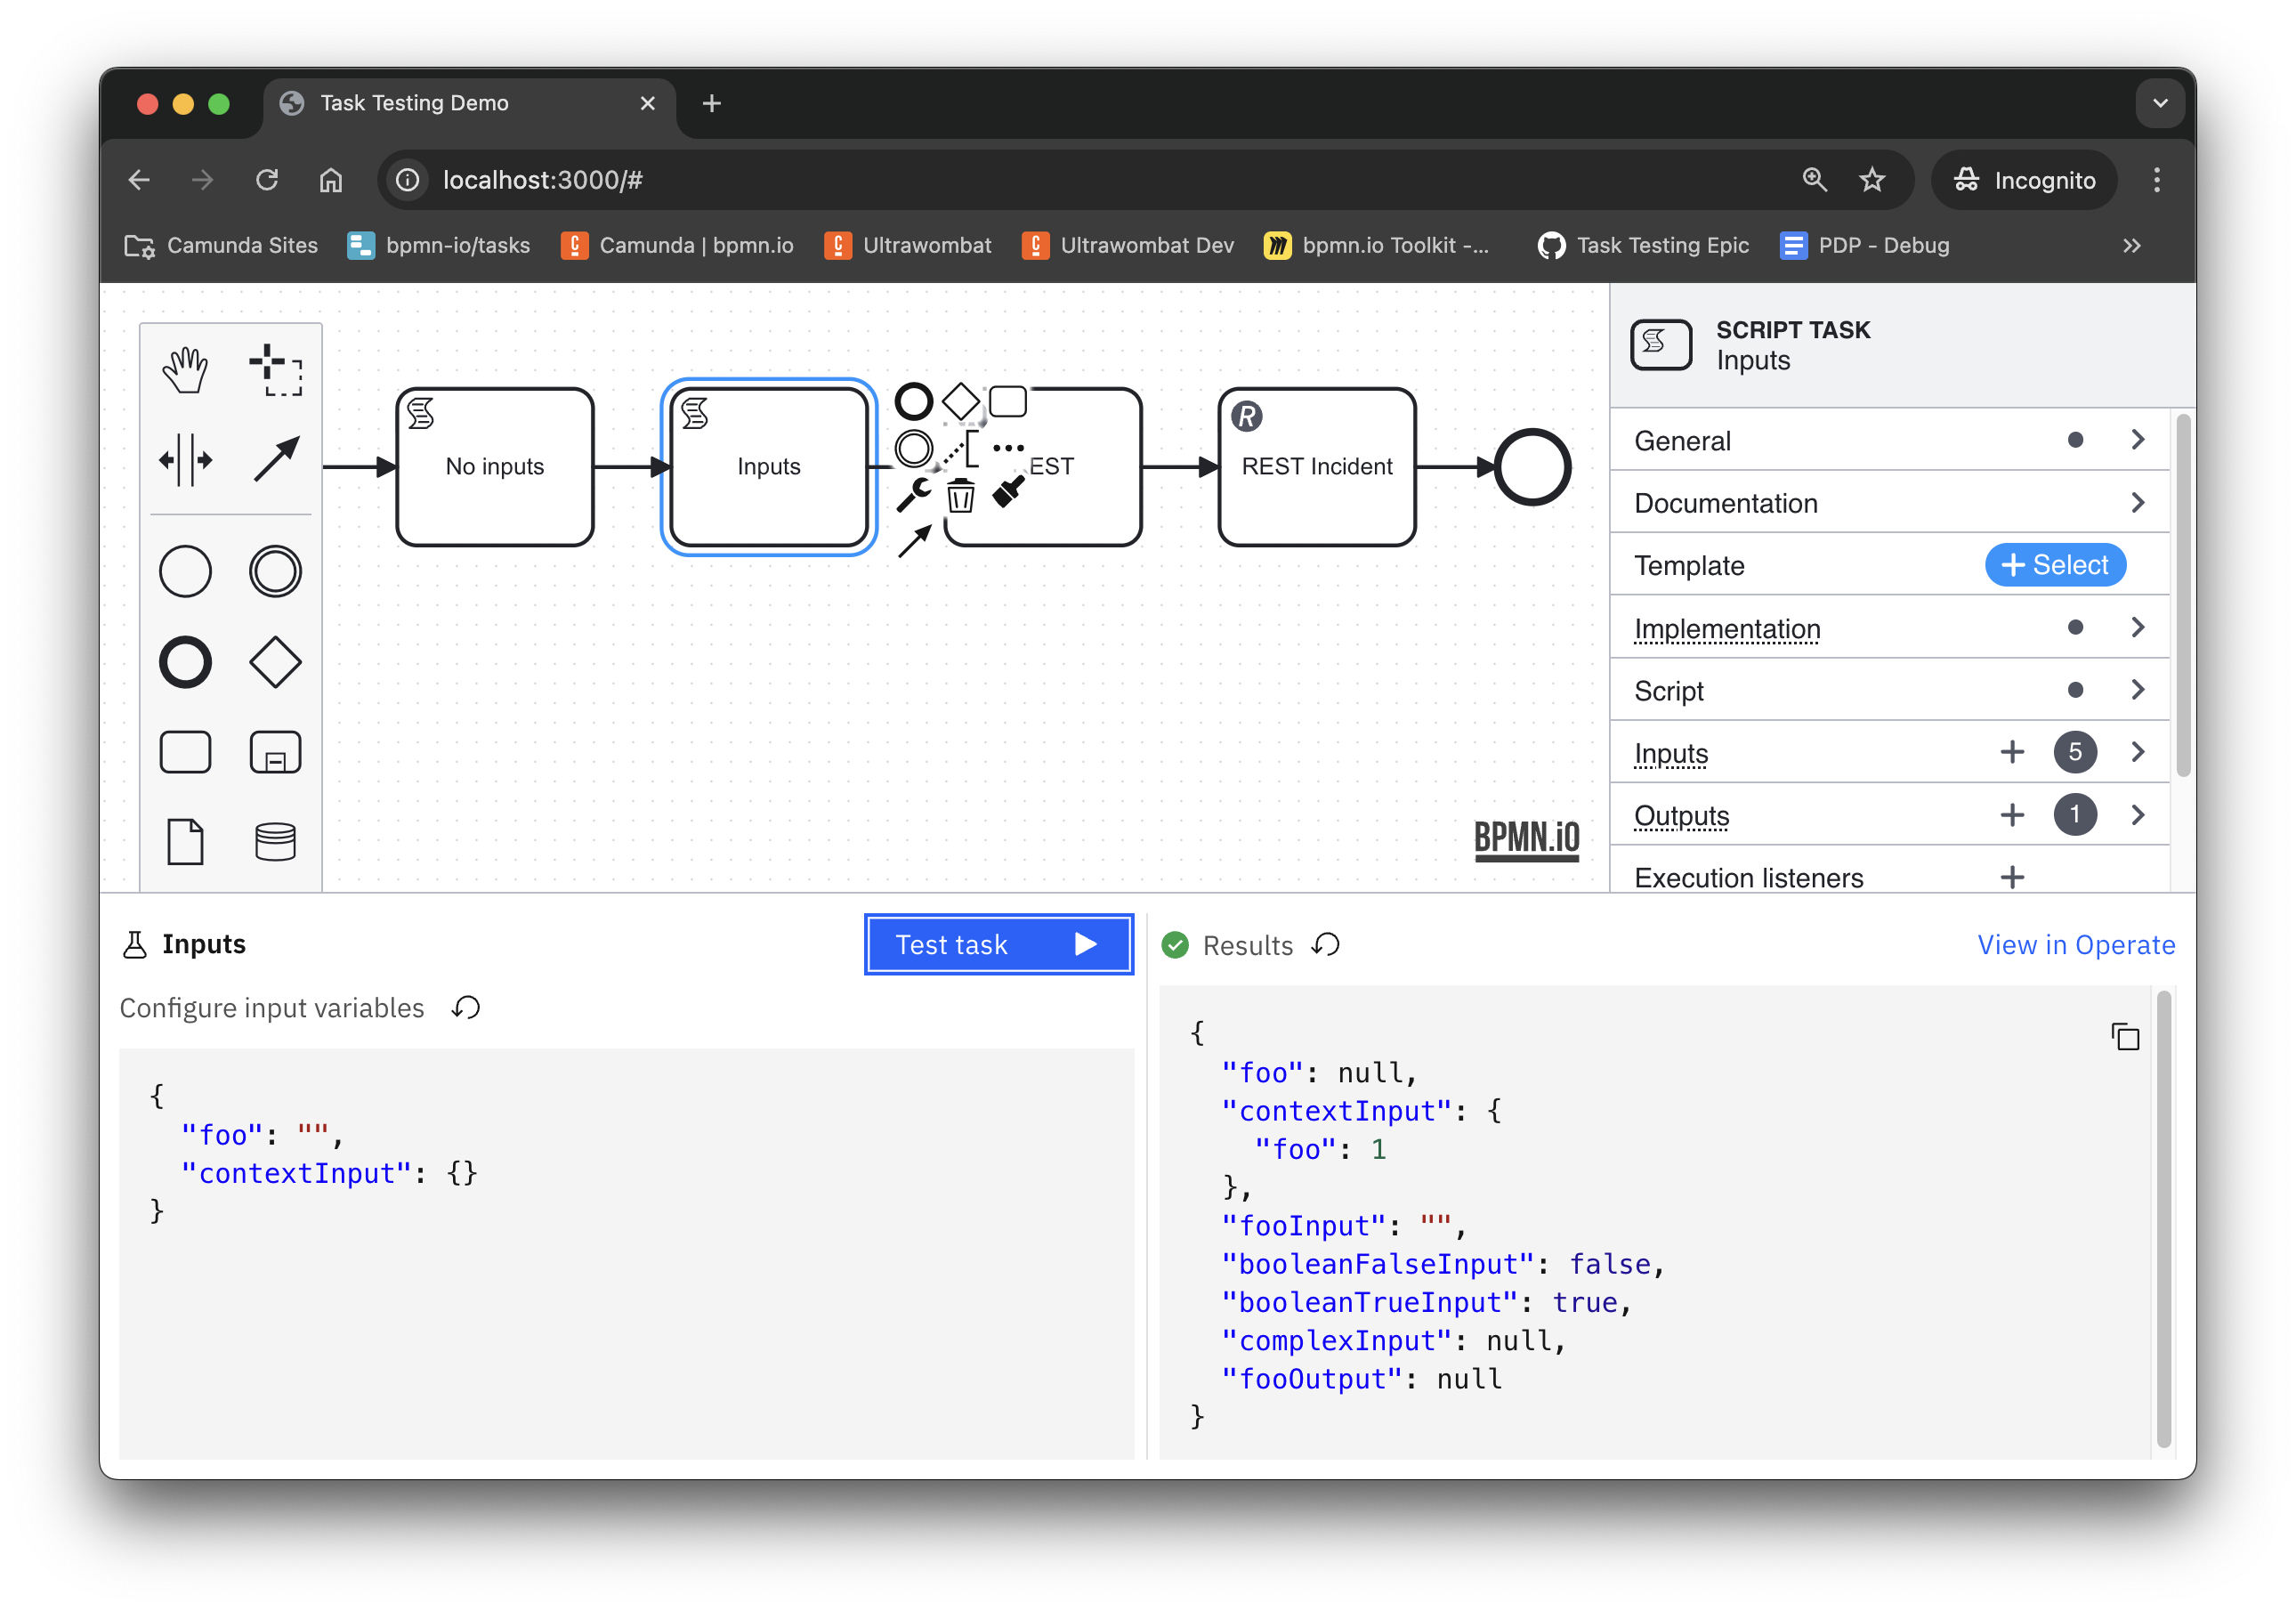 Task Testing Demo
localhost:3000/#
Incognito
Camunda Sites
bpmn-io/tasks
Camunda | bpmn.io
Ultrawombat
Ultrawombat Dev
bpmn.io Toolkit -...
Task Testing Epic
PDP - Debug
No inputs
Inputs
EST
R
REST Incident
BPMN.iO
SCRIPT TASK
Inputs
General
Documentation
Template
Select
Implementation
Script
Inputs
5
Outputs
1
Execution listeners
Inputs
Test task
Configure input variables
{
"foo": "",
"contextInput": {}
}
Results
View in Operate
{
"foo": null,
"contextInput": {
"foo": 1
},
"fooInput": "",
"booleanFalseInput": false,
"booleanTrueInput": true,
"complexInput": null,
"fooOutput": null
}